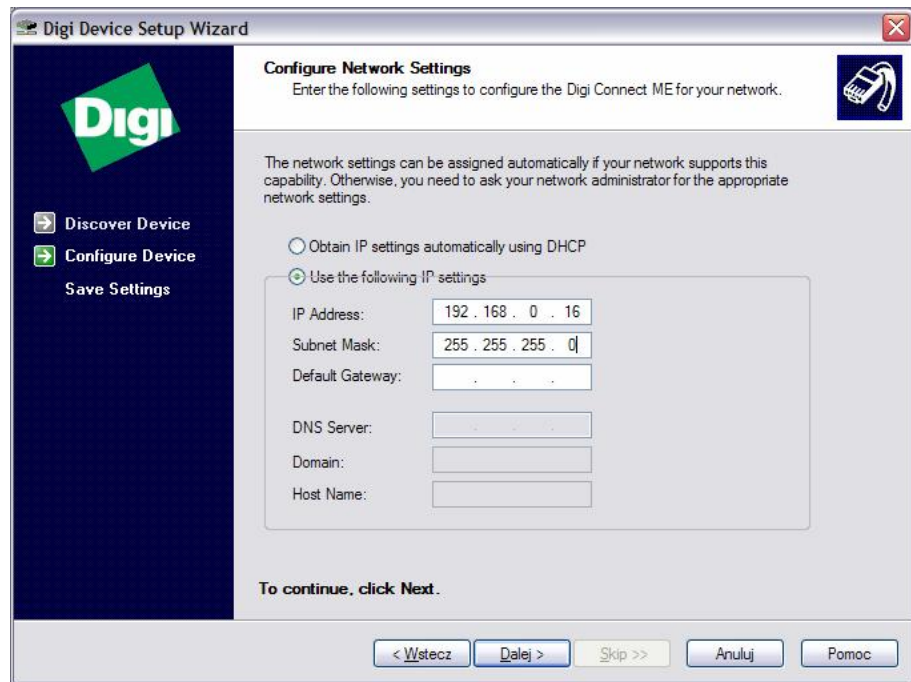 Digi Device Setup Wizard
Configure Network Settings
Enter the following settings to configure the Digi Connect ME for your network.
Digi
Discover Device
Configure Device
Save Settings
The network settings can be assigned automatically if your network supports this
capability. Otherwise, you need to ask your network administrator for the appropriate
network settings.
Obtain IP settings automatically using DHCP
Use the following IP settings
IP Address: 192 . 168 . 0 . 16
Subnet Mask: 255 . 255 . 255 . 0
Default Gateway: . . .
DNS Server: . . .
Domain:
Host Name:
To continue, click Next.
< Wstecz Dalej > Skip >> Anuluj Pomoc